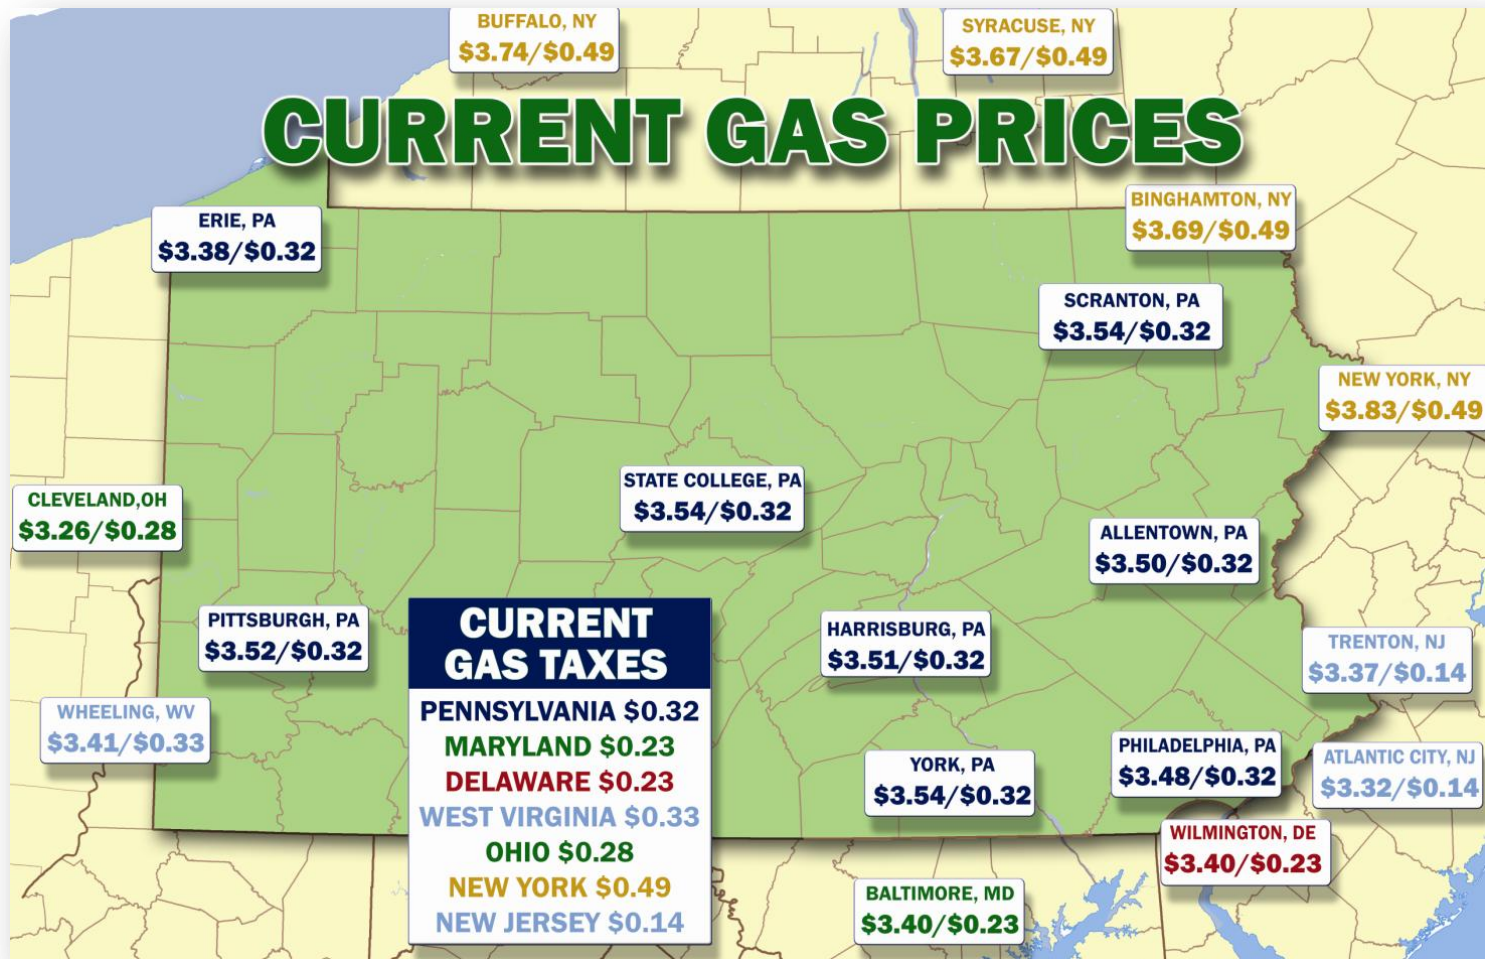 BUFFALO, NY
$3.74/$0.49
SYRACUSE, NY
$3.67/$0.49
CURRENT GAS PRICES
ERIE, PA
$3.38/$0.32
BINGHAMTON, NY
$3.69/$0.49
SCRANTON, PA
$3.54/$0.32
NEW YORK, NY
$3.83/$0.49
STATE COLLEGE, PA
$3.54/$0.32
CLEVELAND,OH
$3.26/$0.28
ALLENTOWN, PA
$3.50/$0.32
PITTSBURGH, PA
$3.52/$0.32
HARRISBURG, PA
$3.51/$0.32
TRENTON, NJ
$3.37/$0.14
WHEELING, WV
$3.41/$0.33
PHILADELPHIA, PA
$3.48/$0.32
ATLANTIC CITY, NJ
$3.32/$0.14
YORK, PA
$3.54/$0.32
WILMINGTON, DE
$3.40/$0.23
BALTIMORE, MD
$3.40/$0.23
CURRENT
GAS TAXES
PENNSYLVANIA $0.32
MARYLAND $0.23
DELAWARE $0.23
WEST VIRGINIA $0.33
OHIO $0.28
NEW YORK $0.49
NEW JERSEY $0.14